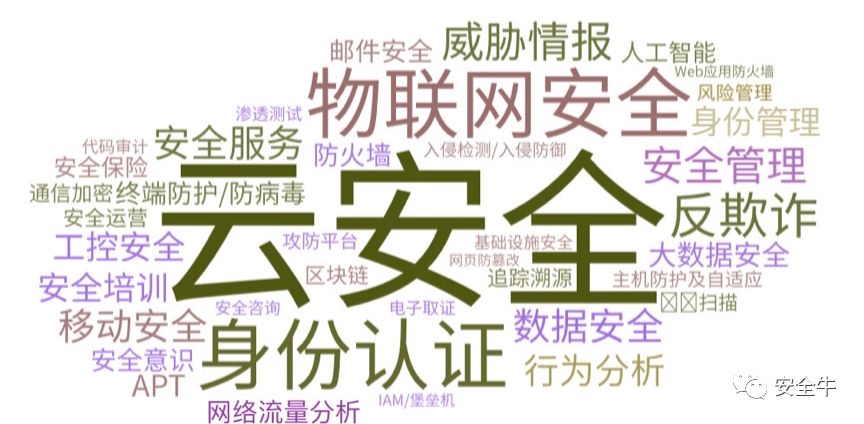 邮件安全
威胁情报
人工智能
Web应用防火墙
物联网安全
风险管理
身份管理
渗透测试
代码审计
安全服务
防火墙
入侵检测/入侵防御
安全保险
安全管理
通信加密
终端防护/防病毒
云安全
安全运营
反欺诈
工控安全
攻防平台
基础设施安全
大数据安全
网页防篡改
安全培训
区块链
追踪溯源
主机防护及自适应
安全咨询
电子取证
扫描
移动安全
身份认证
数据安全
安全意识
行为分析
APT
IAM/堡垒机
网络流量分析
安全牛